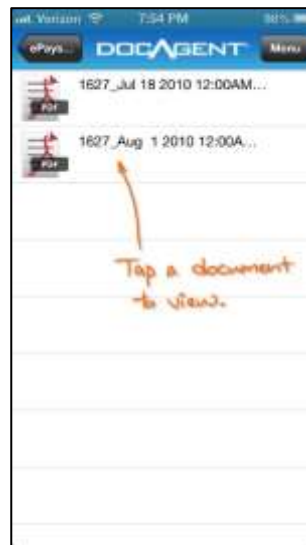 Verizon 7:54 PM
ePays... DOCAGENT Menu
PDF
1627_Jul 18 2010 12:00AM...
PDF
1627_Aug 1 2010 12:00A...
Tap a document
to view.